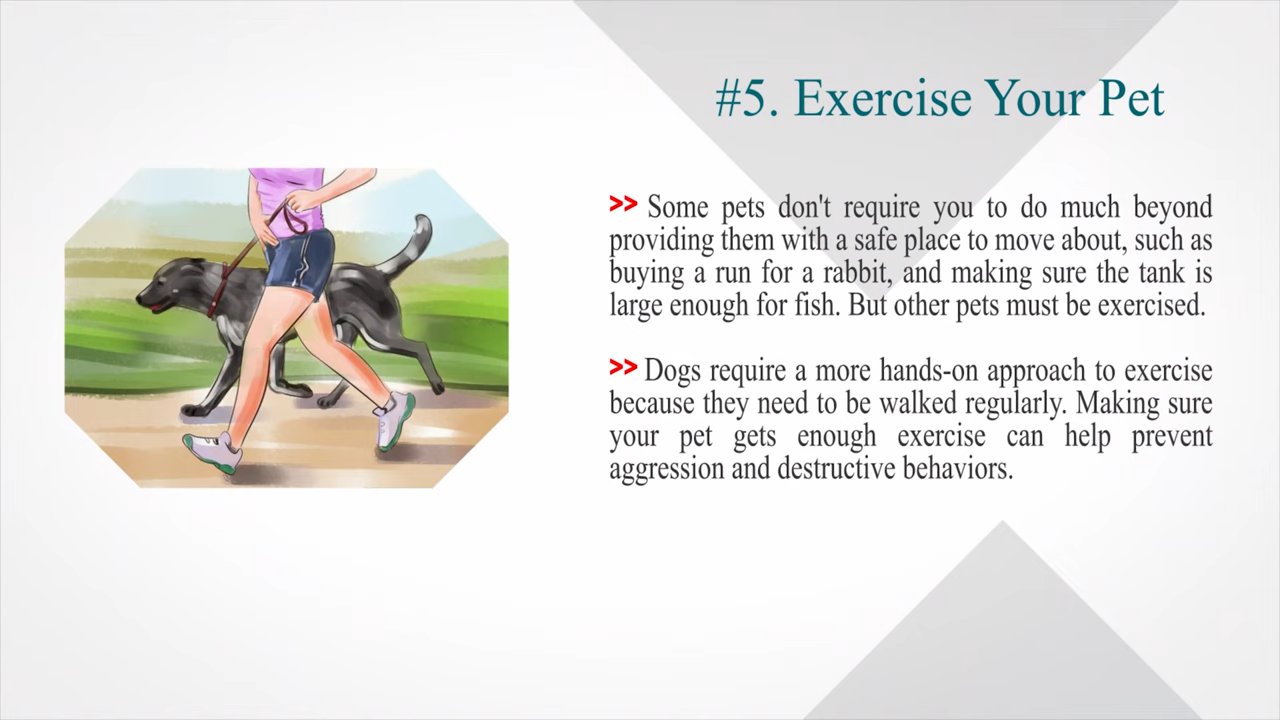 #5. Exercise Your Pet
>> Some pets don't require you to do much beyond
providing them with a safe place to move about, such as
buying a run for a rabbit, and making sure the tank is
large enough for fish. But other pets must be exercised.
>> Dogs require a more hands-on approach to exercise
because they need to be walked regularly. Making sure
your pet gets enough exercise can help prevent
aggression and destructive behaviors.